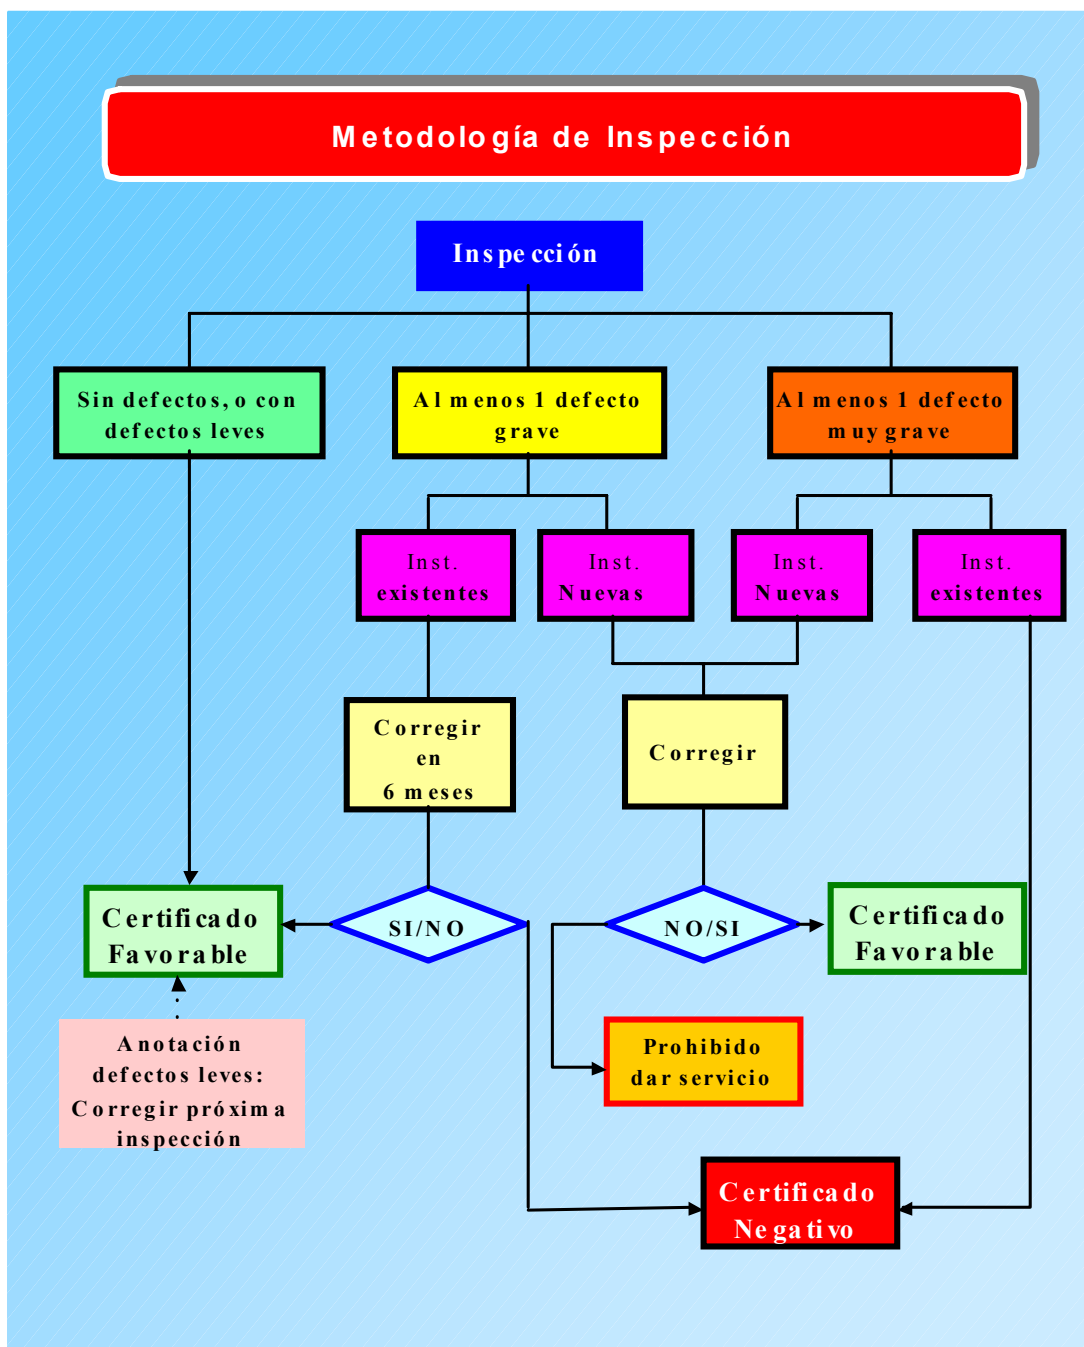 Metodología de Inspección
Inspección
Sin defectos, o con
defectos leves
Al menos 1 defecto
grave
Al menos 1 defecto
muy grave
Inst.
existentes
Inst.
Nuevas
Inst.
Nuevas
Inst.
existentes
Corregir
en
6 meses
Corregir
Certificado
Favorable
SI/NO
NO/SI
Certificado
Favorable
Anotación
defectos leves:
Corregir próxima
inspección
Prohibido
dar servicio
Certificado
Negativo